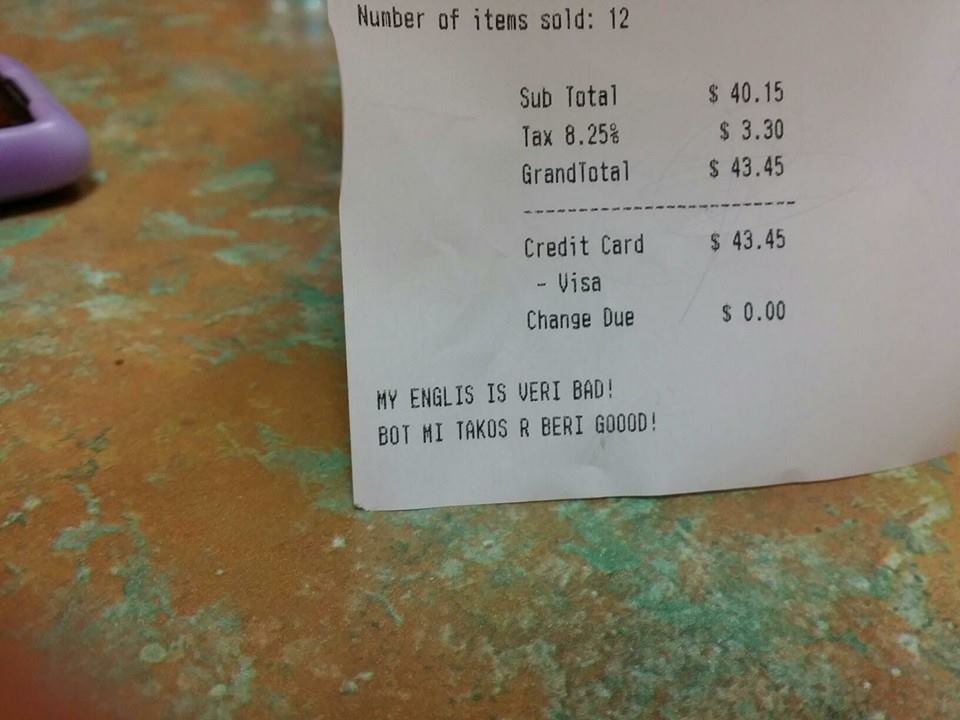 Number of items sold: 12
Sub Total $ 40.15
Tax 8.25% $ 3.30
GrandTotal $ 43.45
-----------------------------
Credit Card $ 43.45
- Visa
Change Due $ 0.00
MY ENGLIS IS VERI BAD!
BOT MI TAKOS R BERI GOOOD!